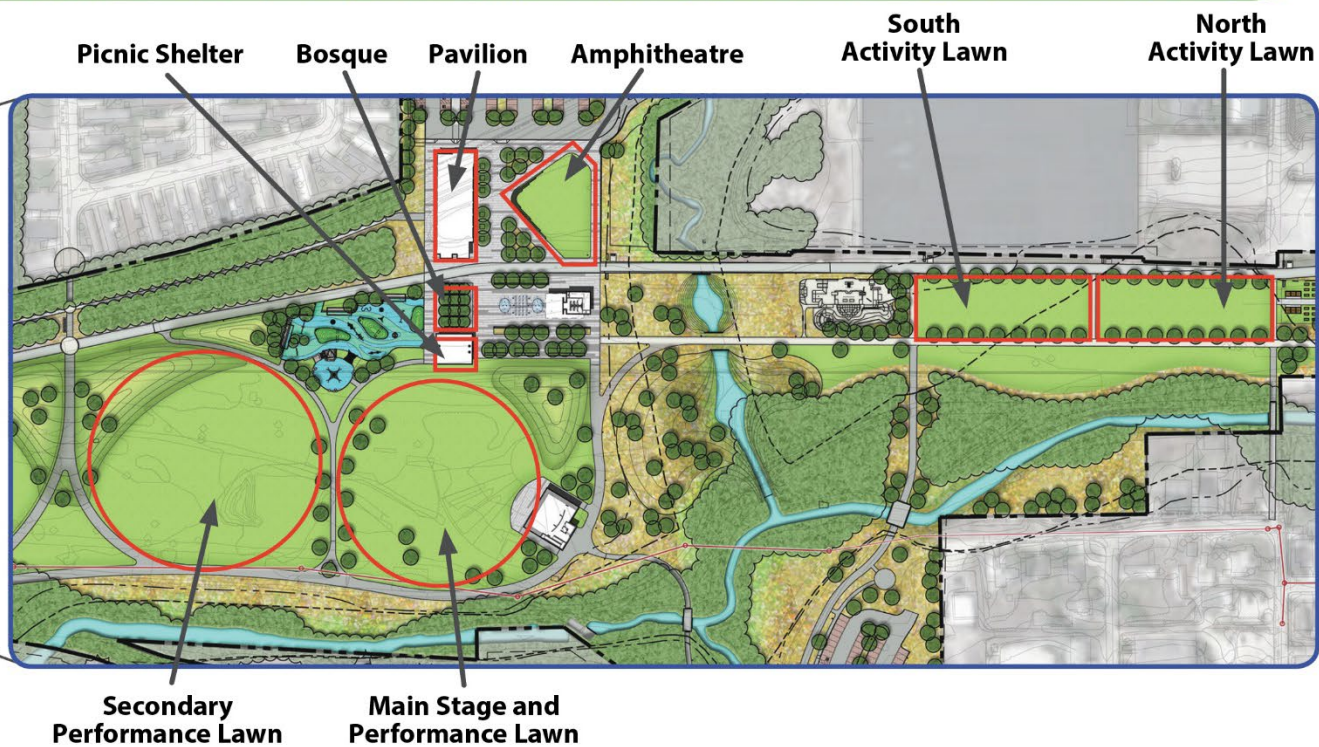 Picnic Shelter
Bosque
Pavilion
Amphitheatre
South
Activity Lawn
North
Activity Lawn
Secondary
Performance Lawn
Main Stage and
Performance Lawn